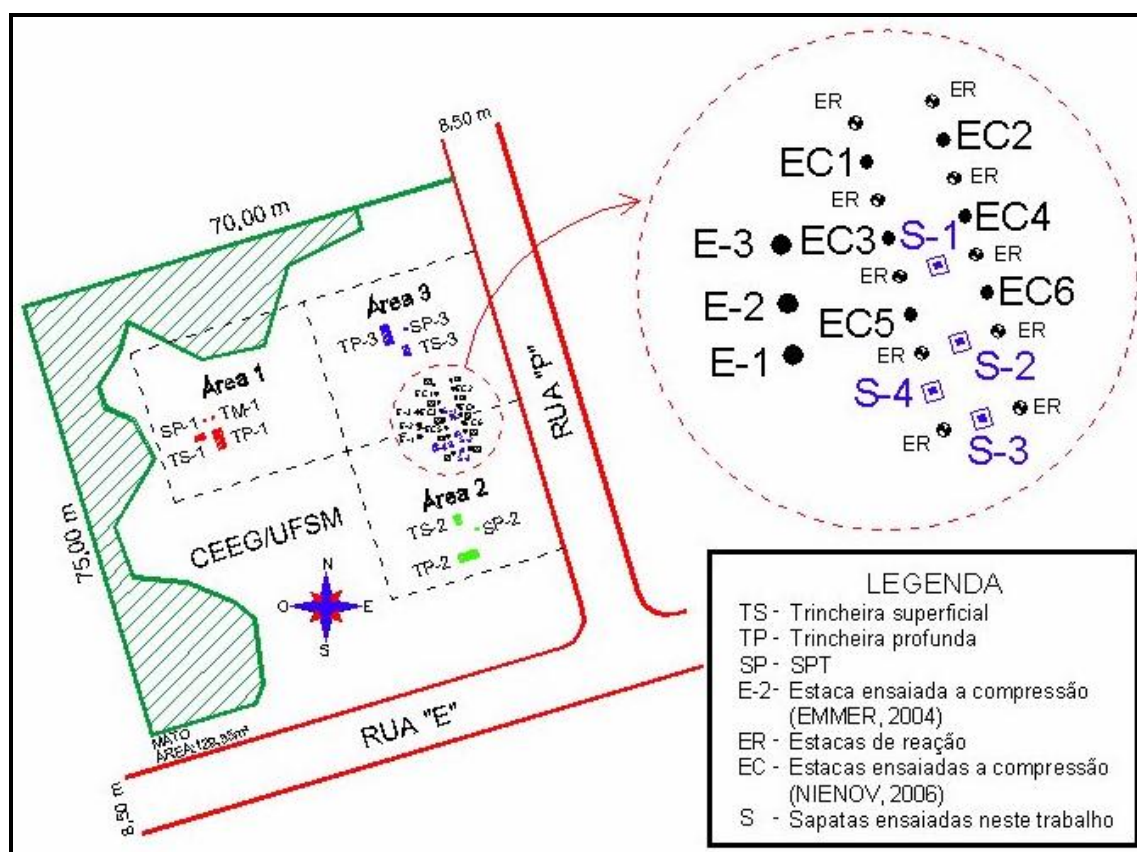 8,50 m
70,00 m
Área 3
SP-3
TP-3
TS-3
Área 1
SP-1
TM-1
TS-1
TP-1
RUA "P"
Área 2
TS-2
SP-2
TP-2
CEEG/UFSM
75,00 m
N
O
E
S
MATO
RUA "E"
8,50 m
ER
ER
EC2
EC1
ER
ER
EC4
E-3
EC3
S-1
ER
ER
EC6
E-2
EC5
ER
E-1
ER
S-2
S-4
ER
ER
S-3
LEGENDA
TS - Trincheira superficial
TP - Trincheira profunda
SP - SPT
E-2 - Estaca ensaiada a compressão
(EMMER, 2004)
ER - Estacas de reação
EC - Estacas ensaiadas a compressão
(NIENOV, 2006)
S - Sapatas ensaiadas neste trabalho